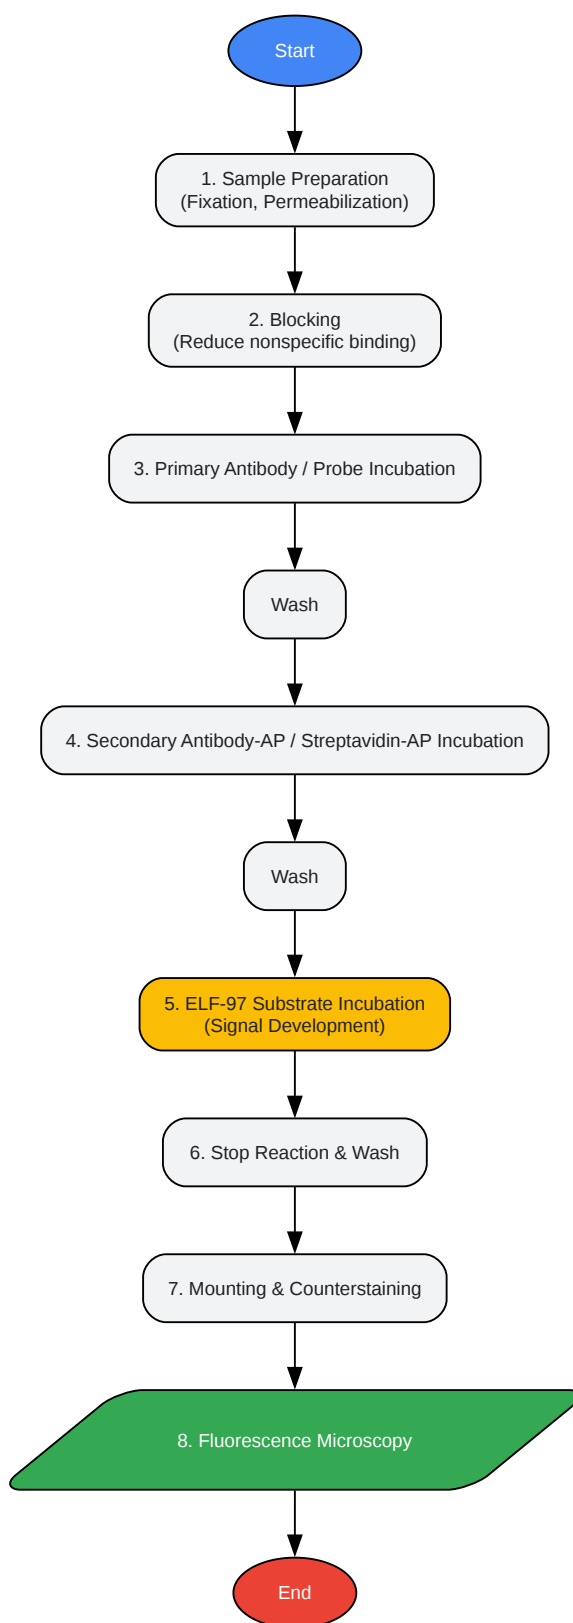 Start
1. Sample Preparation
(Fixation, Permeabilization)
2. Blocking
(Reduce nonspecific binding)
3. Primary Antibody / Probe Incubation
Wash
4. Secondary Antibody-AP / Streptavidin-AP Incubation
Wash
5. ELF-97 Substrate Incubation
(Signal Development)
6. Stop Reaction & Wash
7. Mounting & Counterstaining
8. Fluorescence Microscopy
End